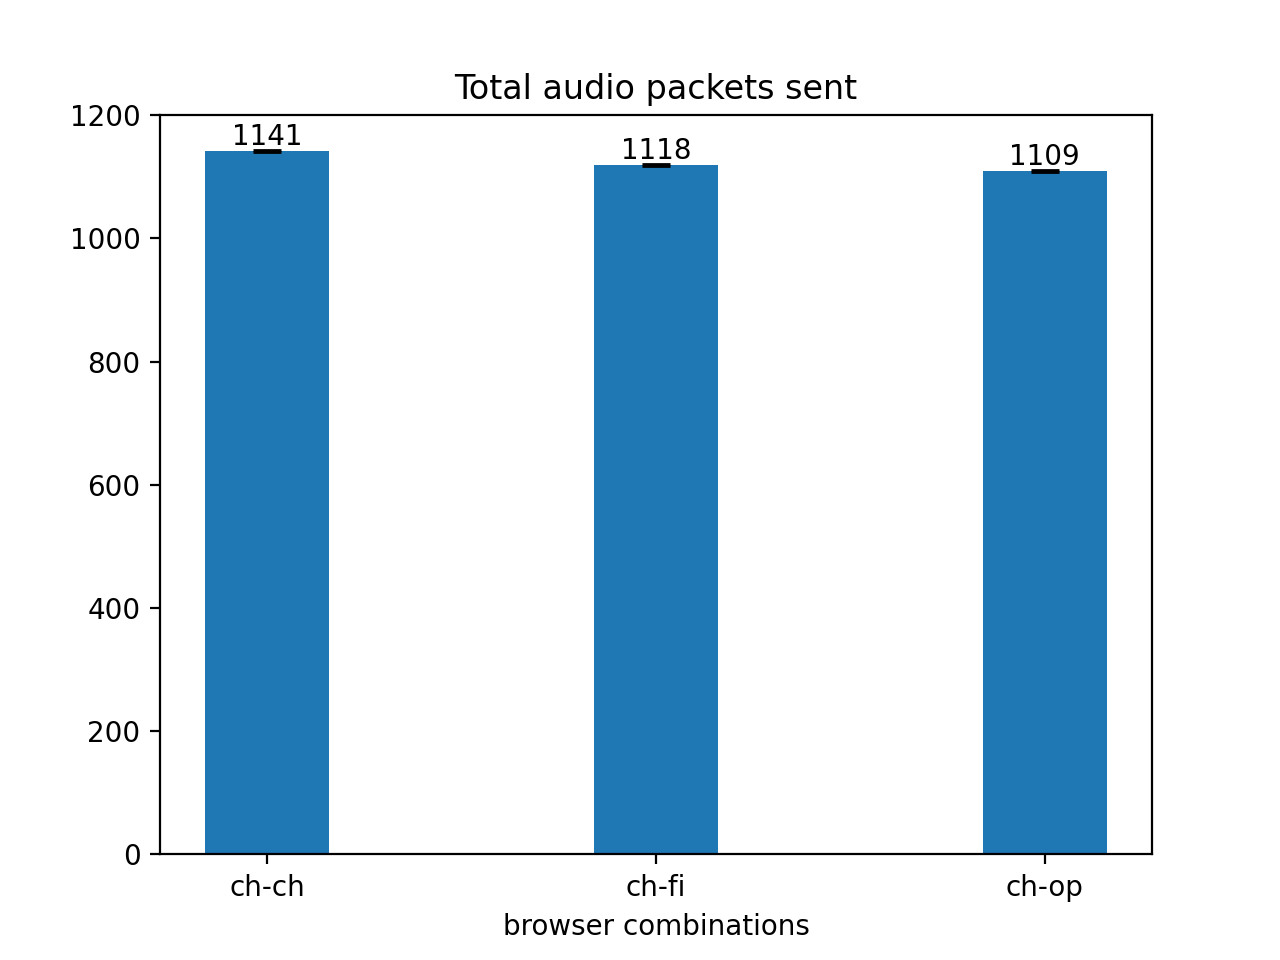 Total audio packets sent
1200
1000
800
600
400
200
0
1141
1118
1109
ch-ch
ch-fi
ch-op
browser combinations